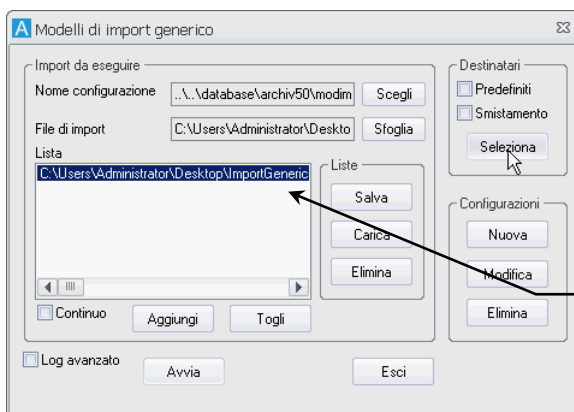 A Modelli di import generico
Import da eseguire
Nome configurazione ..\..\database\archiv50\modim Scegli
File di import C:\Users\Administrator\Deskto Sfoglia
Lista
C:\Users\Administrator\Desktop\ImportGeneric
Liste
Salva
Carica
Elimina
Continuo Aggiungi Togli
Log avanzato Avvia Esci
Destinatari
Predefiniti
Smistamento
Seleziona
Configurazioni
Nuova
Modifica
Elimina